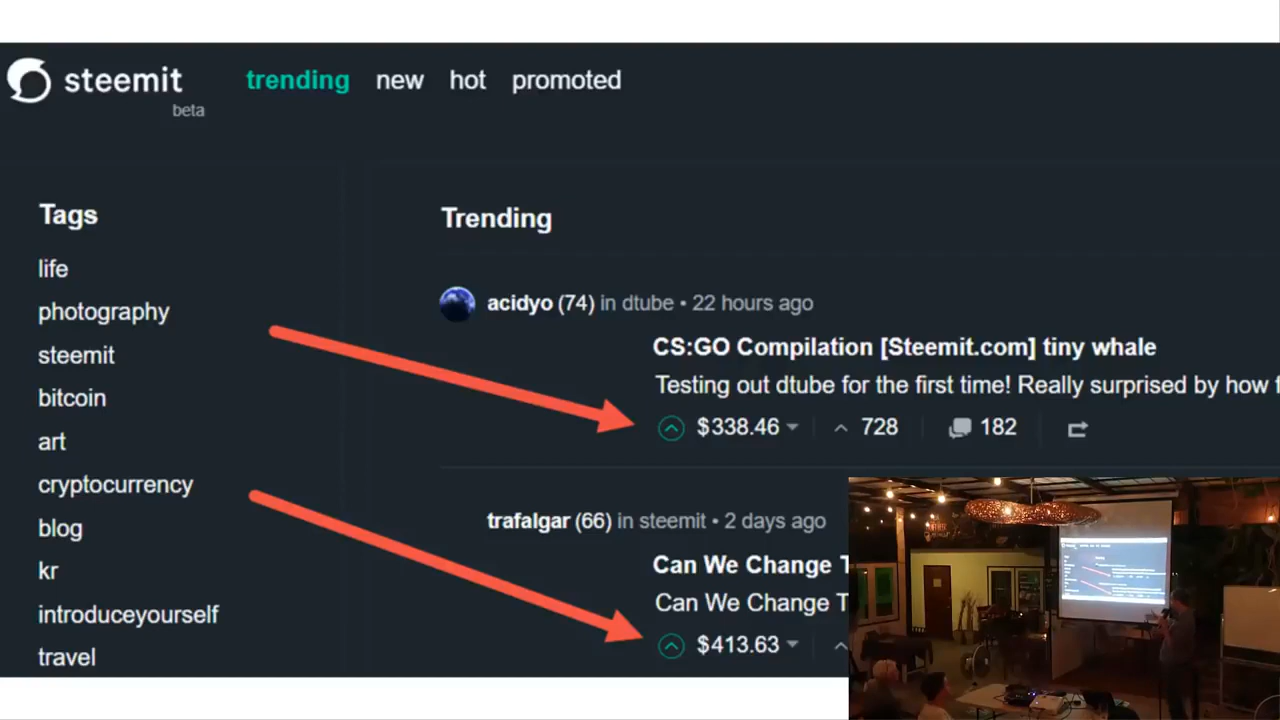 steemit
beta
trending new hot promoted
Tags
life
photography
steemit
bitcoin
art
cryptocurrency
blog
kr
introduceyourself
travel
Trending
acidyo (74) in dtube • 22 hours ago
CS:GO Compilation [Steemit.com] tiny whale
Testing out dtube for the first time! Really surprised by how f
$338.46 728 182
trafalgar (66) in steemit • 2 days ago
Can We Change T
Can We Change T
$413.63